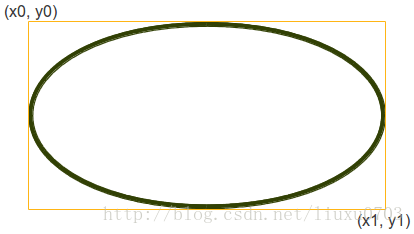 (x0, y0)
http://blog.csdn.net/liuxu0703
(x1, y1)